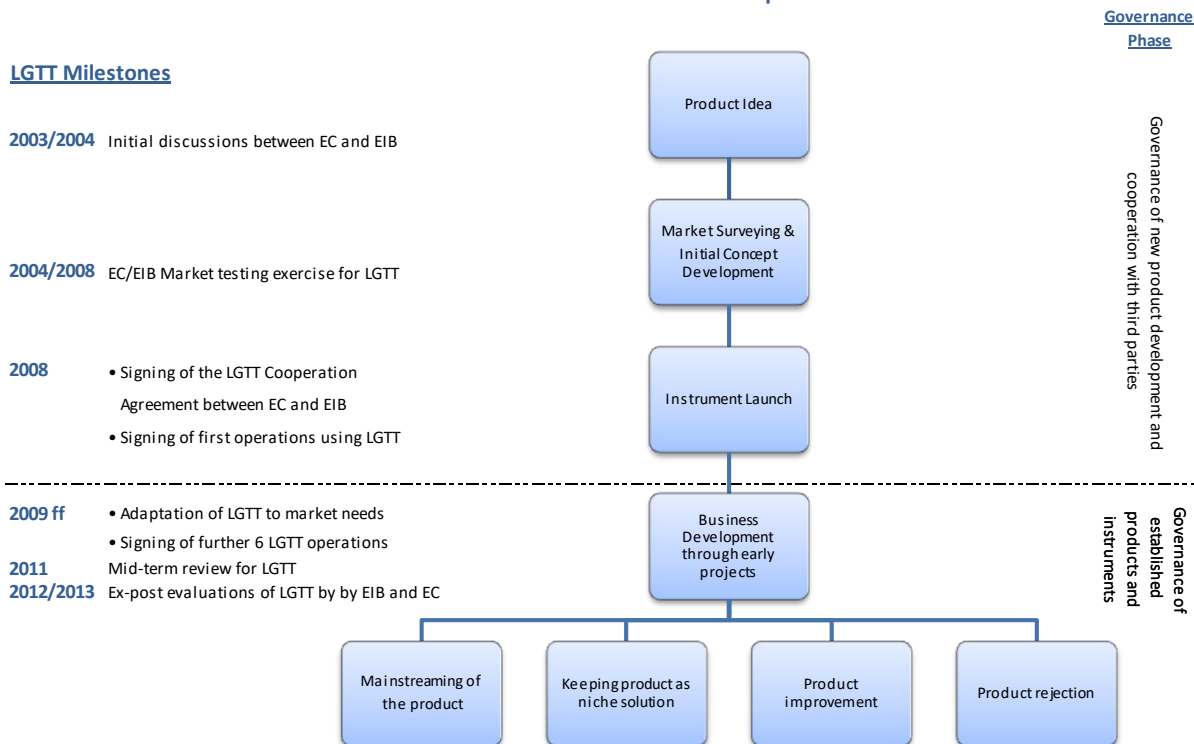 Governance
Phase
LGTT Milestones
Product Idea
2003/2004 Initial discussions between EC and EIB
Market Surveying &
Initial Concept
Development
2004/2008 EC/EIB Market testing exercise for LGTT
Governance of new product development and
cooperation with third parties
2008 • Signing of the LGTT Cooperation
Agreement between EC and EIB
• Signing of first operations using LGTT
Instrument Launch
2009 ff • Adaptation of LGTT to market needs
• Signing of further 6 LGTT operations
2011 Mid-term review for LGTT
2012/2013 Ex-post evaluations of LGTT by by EIB and EC
Business
Development
through early
projects
Governance of
established
products and
instruments
Mainstreaming of
the product
Keeping product as
niche solution
Product
improvement
Product rejection